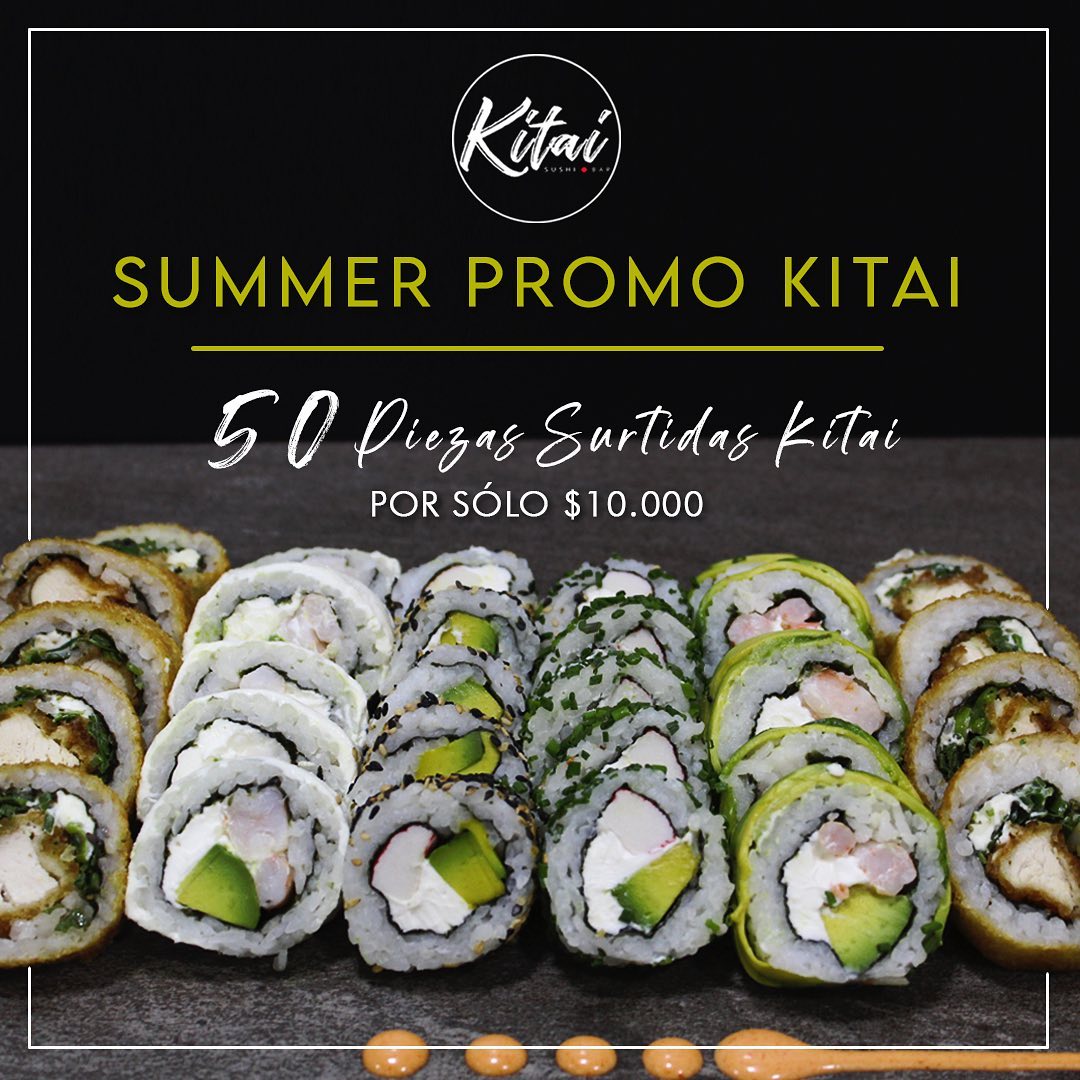 Kitai
SUSHI BAR
SUMMER PROMO KITAI
50 Piezas Surtidas Kitai
POR SÓLO $10.000